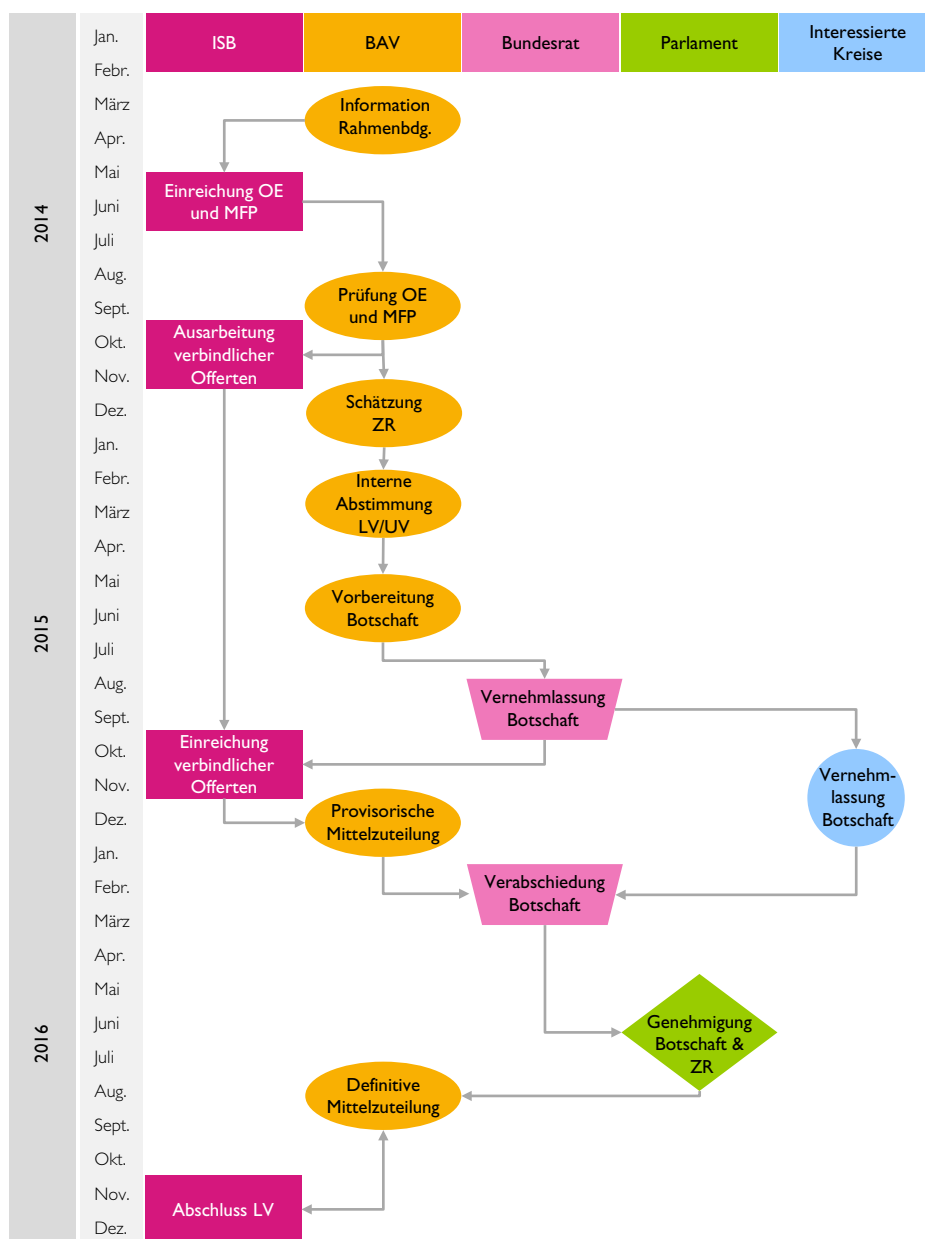 ISB
BAV
Bundesrat
Parlament
Interessierte
Kreise
2014
Jan.
Febr.
März
Apr.
Mai
Juni
Juli
Aug.
Sept.
Okt.
Nov.
Dez.
2015
Jan.
Febr.
März
Apr.
Mai
Juni
Juli
Aug.
Sept.
Okt.
Nov.
Dez.
2016
Jan.
Febr.
März
Apr.
Mai
Juni
Juli
Aug.
Sept.
Okt.
Nov.
Dez.
Information
Rahmenbdg.
Einreichung OE
und MFP
Prüfung OE
und MFP
Ausarbeitung
verbindlicher
Offerten
Schätzung
ZR
Interne
Abstimmung
LV/UV
Vorbereitung
Botschaft
Vernehmlassung
Botschaft
Einreichung
verbindlicher
Offerten
Vernehm-
lassung
Botschaft
Provisorische
Mittelzuteilung
Verabschiedung
Botschaft
Genehmigung
Botschaft &
ZR
Definitive
Mittelzuteilung
Abschluss LV